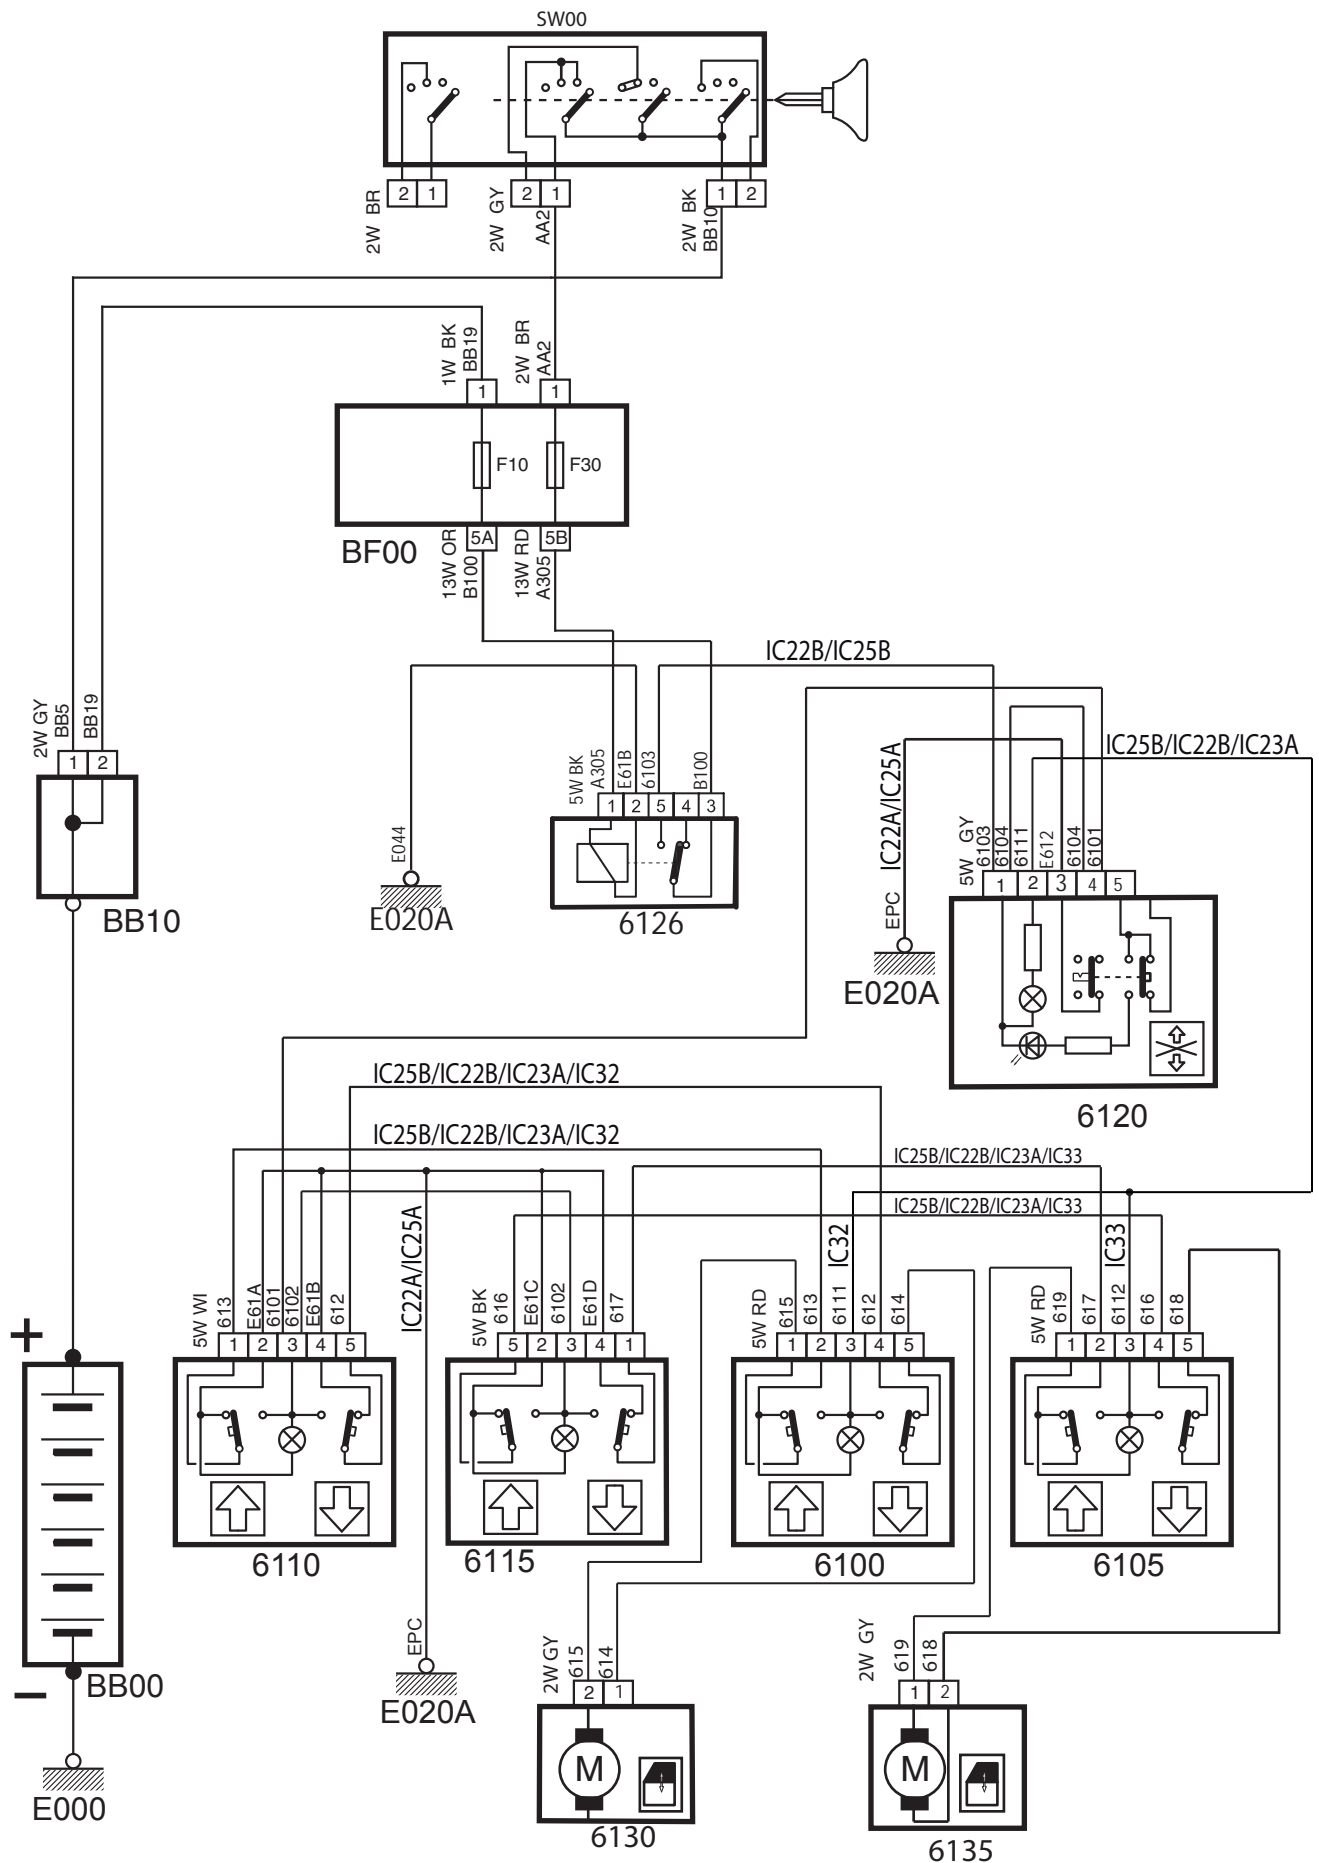 SW00
2 1 2 1 1 2
2W BR
2W GY
AA2
2W BK
BB10
1W BK
BB19
2W BR
AA2
1 1
F10 F30
5A 5B
BF00
13W OR
B100
13W RD
A305
IC22B/IC25B
IC25B/IC22B/IC23A
2W GY
BB5
BB19
1 2
BB10
E044
E020A
5W BK
A305
E61B
6103
B100
1 2 5 4 3
6126
IC22A/IC25A
EPC
E020A
5W GY
6103
6104
6111
E612
6104
6101
1 2 3 4 5
6120
IC25B/IC22B/IC23A/IC32
IC25B/IC22B/IC23A/IC32
IC25B/IC22B/IC23A/IC33
IC25B/IC22B/IC23A/IC33
IC22A/IC25A
IC32
IC33
5W WI
613
E61A
6101
6102
E61B
612
1 2 3 4 5
6110
5W BK
616
E61C
6102
E61D
617
5 2 3 4 1
6115
5W RD
615
613
6111
612
614
1 2 3 4 5
6100
5W RD
619
617
6112
616
618
1 2 3 4 5
6105
+
−
BB00
E000
EPC
E020A
2W GY
615
614
2 1
M
6130
2W GY
619
618
1 2
M
6135